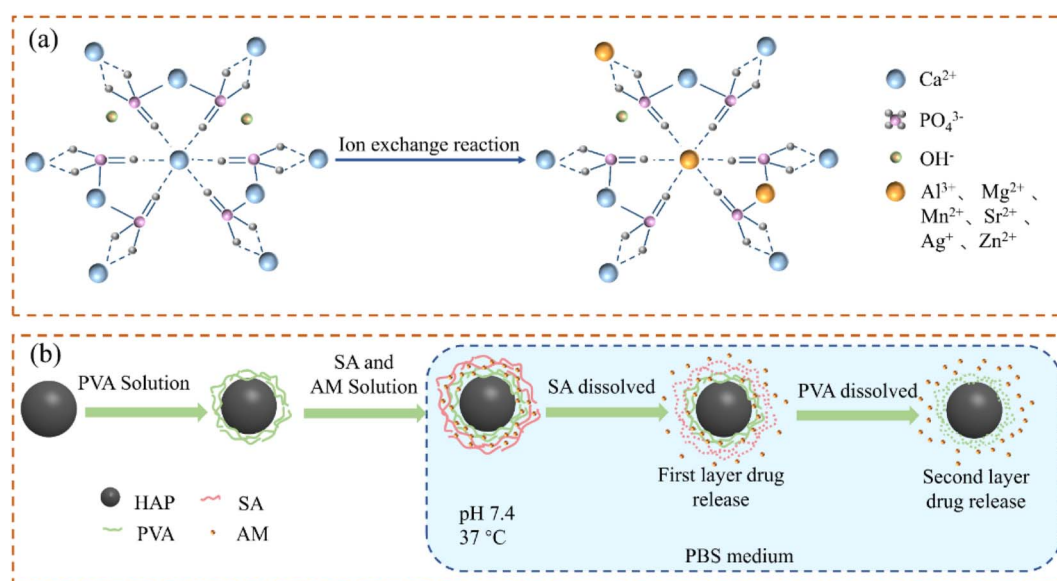 (a)
Ion exchange reaction
Ca²⁺
PO₄³⁻
OH⁻
Al³⁺、 Mg²⁺、
Mn²⁺、Sr²⁺、
Ag⁺、Zn²⁺
(b)
PVA Solution
SA and
AM Solution
SA dissolved
PVA dissolved
First layer drug
release
Second layer
drug release
HAP
SA
PVA
AM
pH 7.4
37 °C
PBS medium